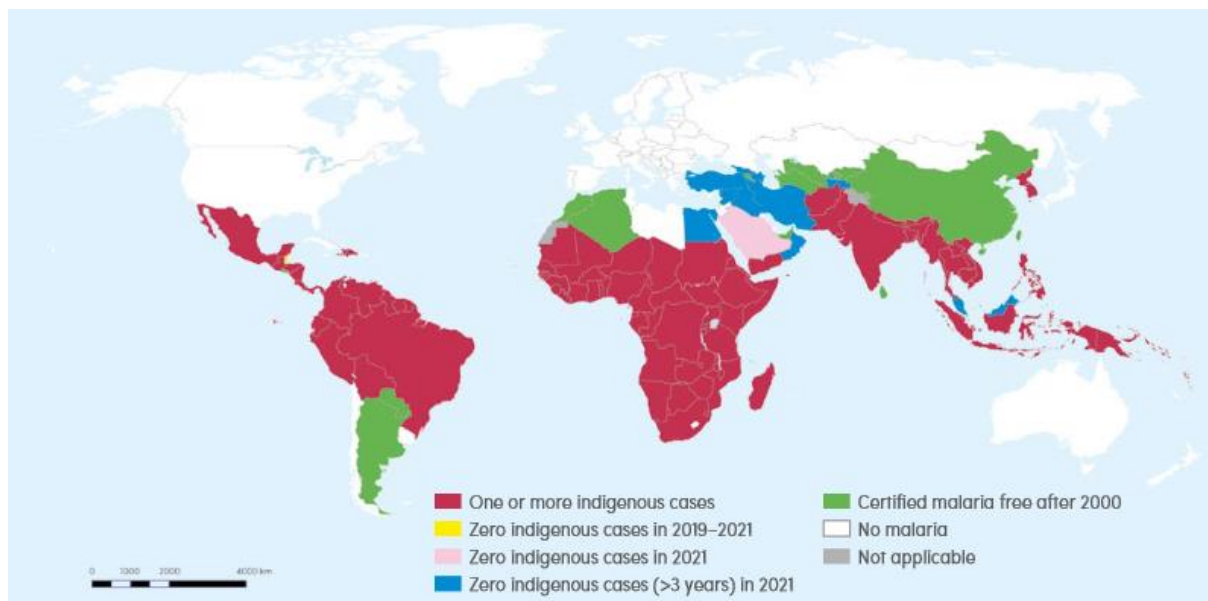 One or more indigenous cases
Zero indigenous cases in 2019–2021
Zero indigenous cases in 2021
Zero indigenous cases (>3 years) in 2021
Certified malaria free after 2000
No malaria
Not applicable
0 1000 2000 4000 km